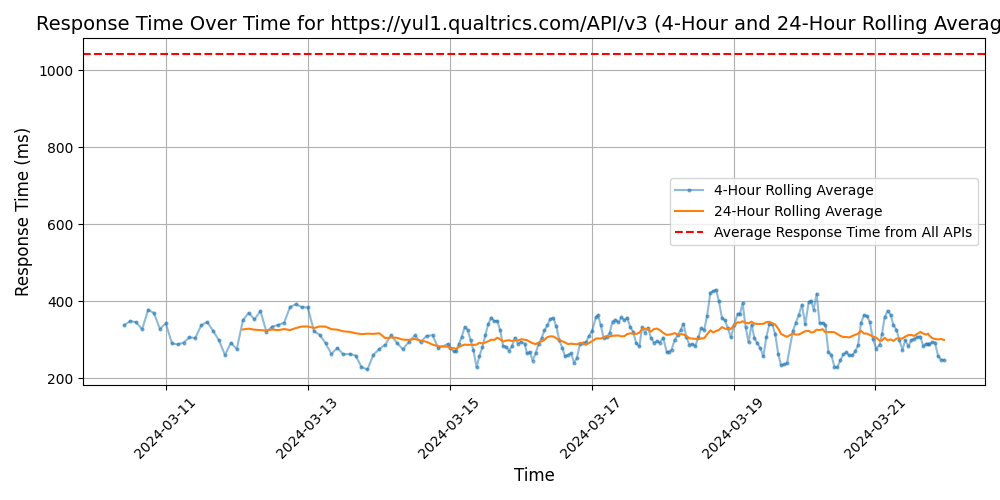 Response Time Over Time for https://yul1.qualtrics.com/API/v3 (4-Hour and 24-Hour Rolling Averag
Response Time (ms)
1000
800
600
400
200
4-Hour Rolling Average
24-Hour Rolling Average
Average Response Time from All APIs
2024-03-11
2024-03-13
2024-03-15
2024-03-17
2024-03-19
2024-03-21
Time